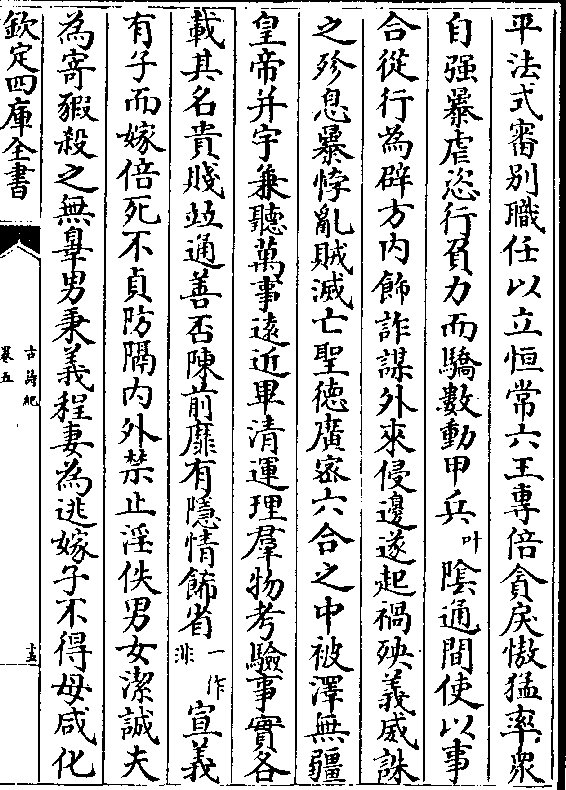 平法式審別職任以立恒常六王專倍貪戾慠猛率衆
自强暴虐恣行負力而驕數動甲兵叶陰通間使以事
合從行為辟方内飾詐謀外來侵邊遂起禍殃義威誅
之殄息暴悖亂賊滅亡聖徳廣宻六合之中被澤無疆
皇帝并宇兼聽萬事遠近畢清運理羣物考驗事實各
載其名貴賤竝通善否陳前靡有隱情飾省一作非宣義
有子而嫁倍死不貞防隔内外禁止淫佚男女潔誠夫
為寄豭殺之無辠男秉義程妻為逃嫁子不得母咸化
欽定四庫全書
古詩紀
卷五